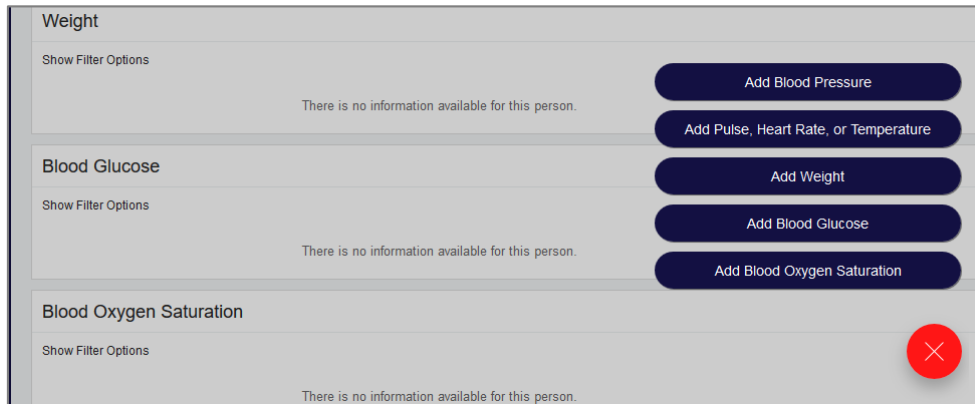 Weight
Show Filter Options
There is no information available for this person.
Blood Glucose
Show Filter Options
There is no information available for this person.
Blood Oxygen Saturation
Show Filter Options
There is no information available for this person.
Add Blood Pressure
Add Pulse, Heart Rate, or Temperature
Add Weight
Add Blood Glucose
Add Blood Oxygen Saturation